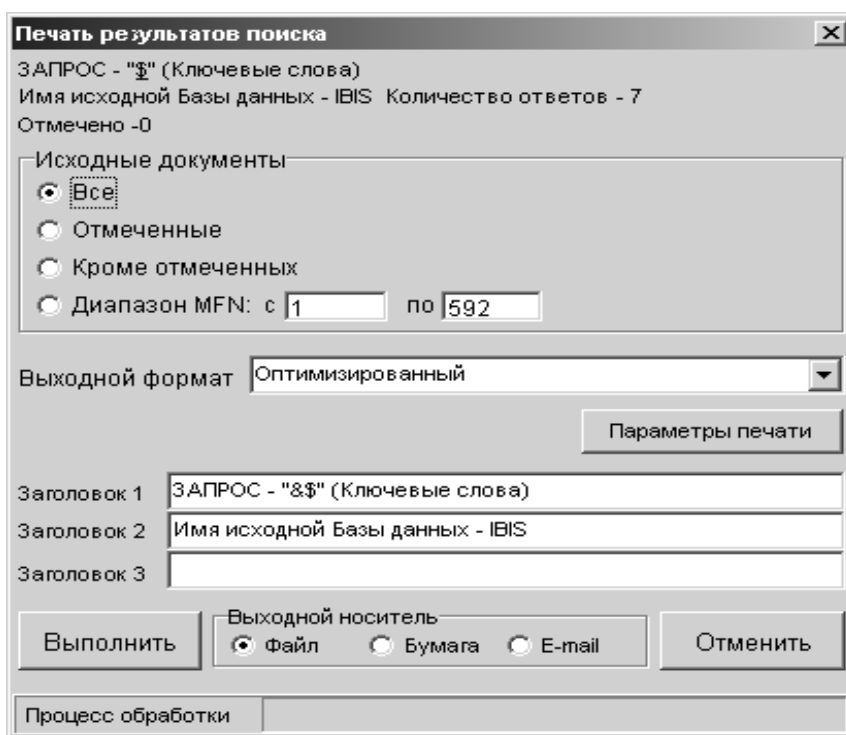 Печать результатов поиска
ЗАПРОС - "$" (Ключевые слова)
Имя исходной Базы данных - IBIS Количество ответов - 7
Отмечено -0
Исходные документы
Все
Отмеченные
Кроме отмеченных
Диапазон MFN: с 1 по 592
Выходной формат Оптимизированный
Параметры печати
Заголовок 1 ЗАПРОС - "&$" (Ключевые слова)
Заголовок 2 Имя исходной Базы данных - IBIS
Заголовок 3
Выходной носитель
Выполнить Файл Бумага E-mail Отменить
Процесс обработки